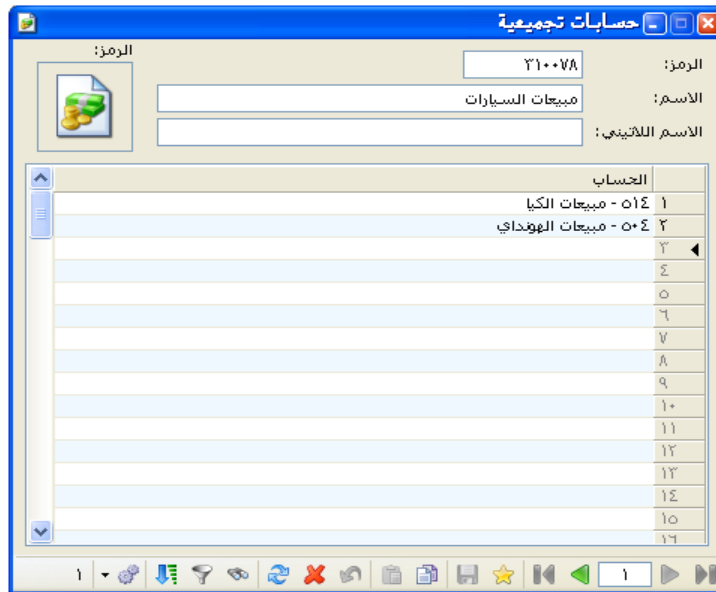 حسابات تجميعية
الرمز: ٣١٠٠٧٨
الرمز:
الاسم: مبيعات السيارات
الاسم اللاتيني:
الحساب
١ ٥١٤ - مبيعات الكيا
٢ ٥٠٤ - مبيعات الهونداي
٣
٤
٥
٦
٧
٨
٩
١٠
١١
١٢
١٣
١٤
١٥
١٦
١ ١